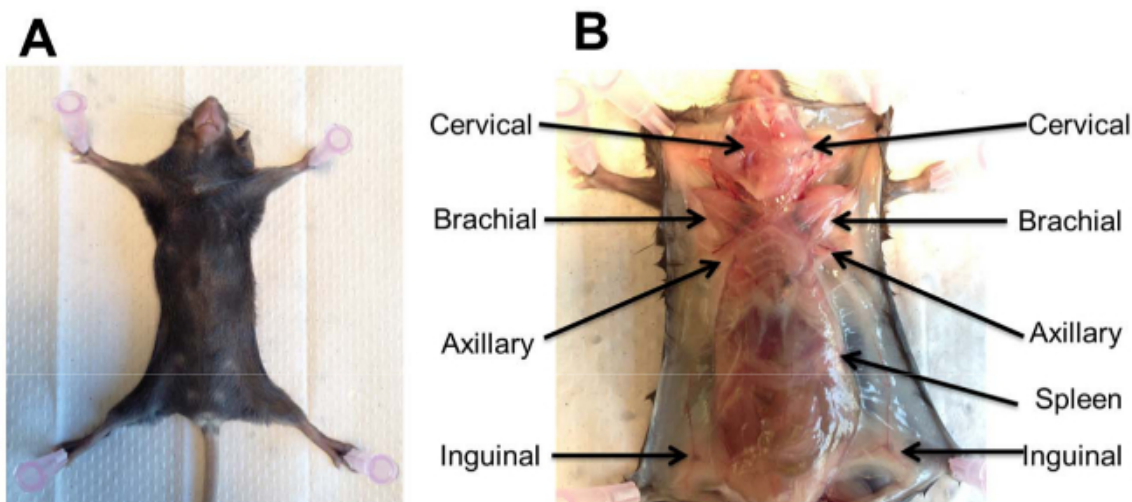 A
B
Cervical
Cervical
Brachial
Brachial
Axillary
Axillary
Spleen
Inguinal
Inguinal